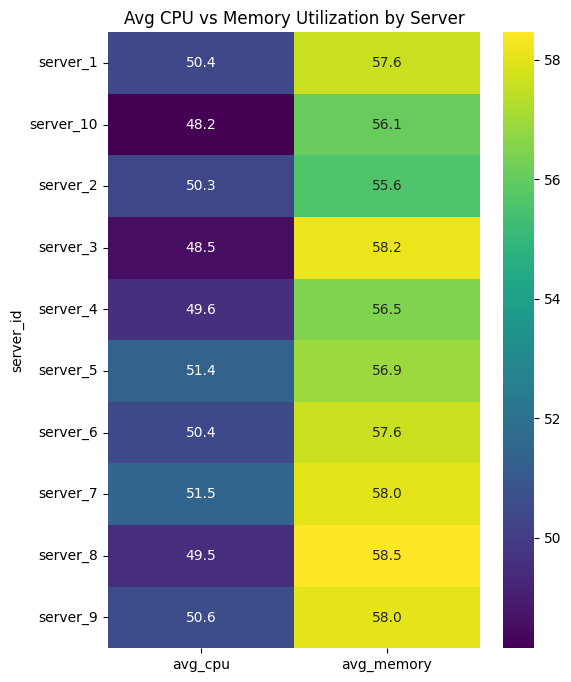 Avg CPU vs Memory Utilization by Server
server_id
server_1 50.4 57.6
server_10 48.2 56.1
server_2 50.3 55.6
server_3 48.5 58.2
server_4 49.6 56.5
server_5 51.4 56.9
server_6 50.4 57.6
server_7 51.5 58.0
server_8 49.5 58.5
server_9 50.6 58.0
avg_cpu avg_memory
58
56
54
52
50